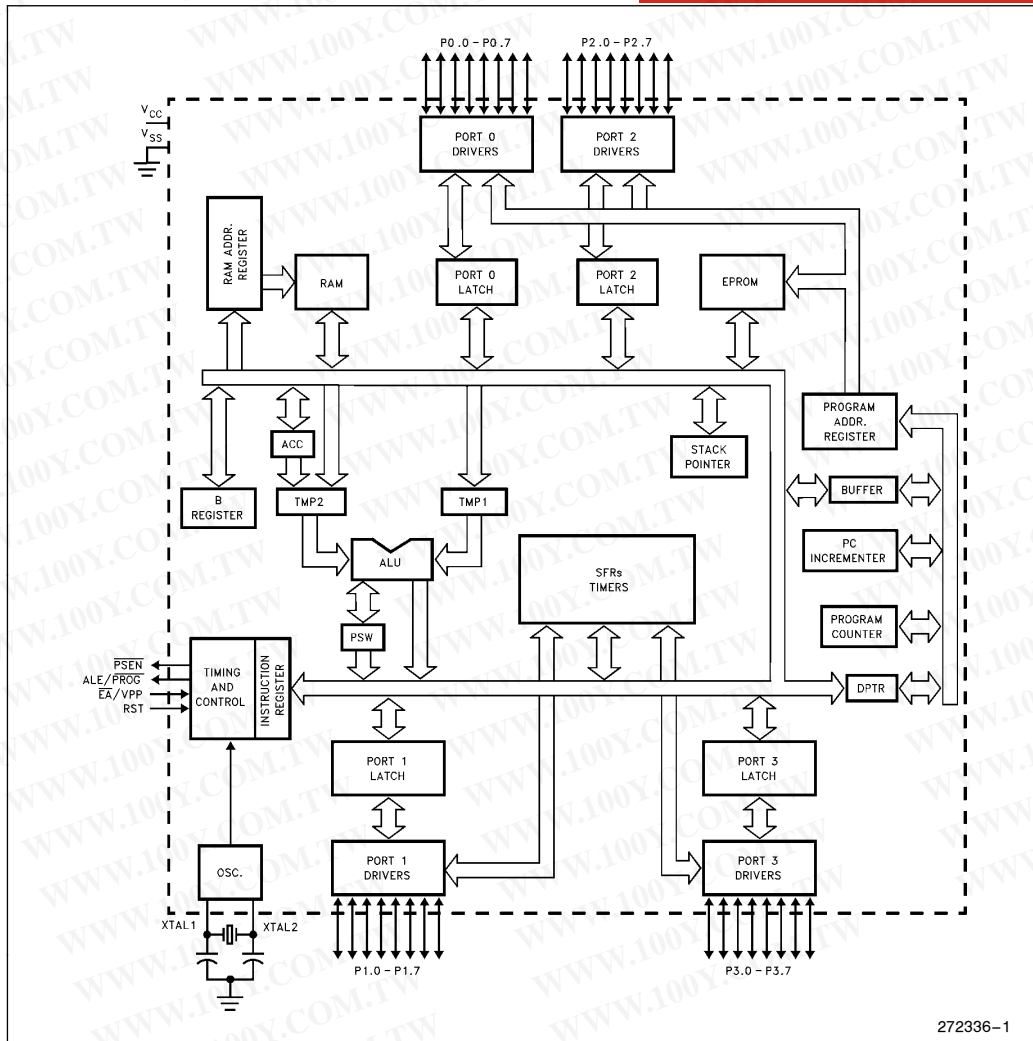 P0.0 – P0.7
P2.0 – P2.7
VCC
VSS
PORT 0
DRIVERS
PORT 2
DRIVERS
RAM ADDR.
REGISTER
RAM
PORT 0
LATCH
PORT 2
LATCH
EPROM
PROGRAM
ADDR.
REGISTER
ACC
STACK
POINTER
B
REGISTER
TMP2
TMP1
BUFFER
ALU
SFRs
TIMERS
PC
INCREMENTER
PSW
PROGRAM
COUNTER
PSEN
ALE/PROG
EA/VPP
RST
TIMING
AND
CONTROL
INSTRUCTION
REGISTER
DPTR
PORT 1
LATCH
PORT 3
LATCH
OSC.
PORT 1
DRIVERS
PORT 3
DRIVERS
XTAL1
XTAL2
P1.0 – P1.7
P3.0 – P3.7
272336–1
WWW.100Y.COM.TW